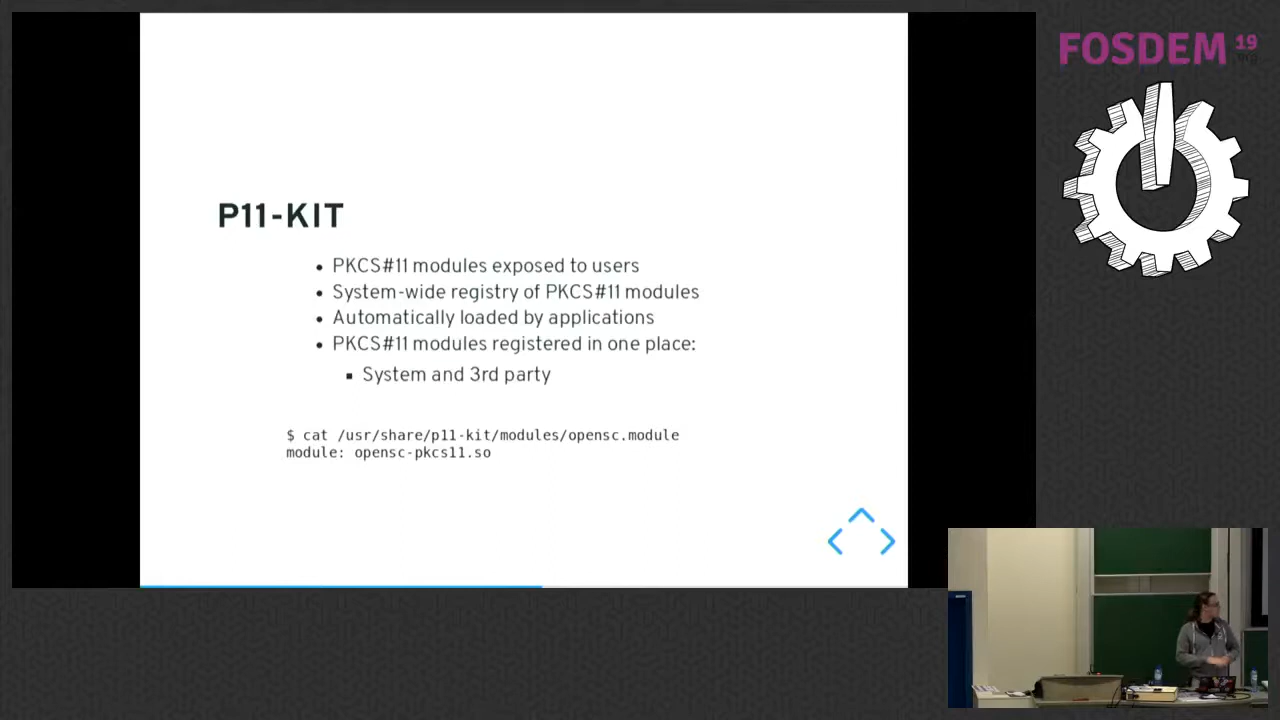 FOSDEM 19
.org
P11-KIT
PKCS#11 modules exposed to users
System-wide registry of PKCS#11 modules
Automatically loaded by applications
PKCS#11 modules registered in one place:
System and 3rd party
$ cat /usr/share/p11-kit/modules/opensc.module
module: opensc-pkcs11.so